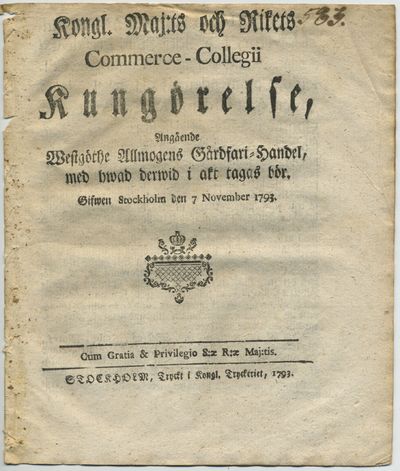 Kongl. Maj:ts och Rikets 533.
Commerce-Collegii
Kungörelse,
Angående
Westgöthe Allmogens Gårdfari-Handel,
med hwad derwid i akt tagas bör.
Gifwen Stockholm den 7 November 1793.
Cum Gratia & Privilegio S:æ R:æ Maj:tis.
STOCKHOLM, Tryckt i Kongl. Tryckeriet, 1793.